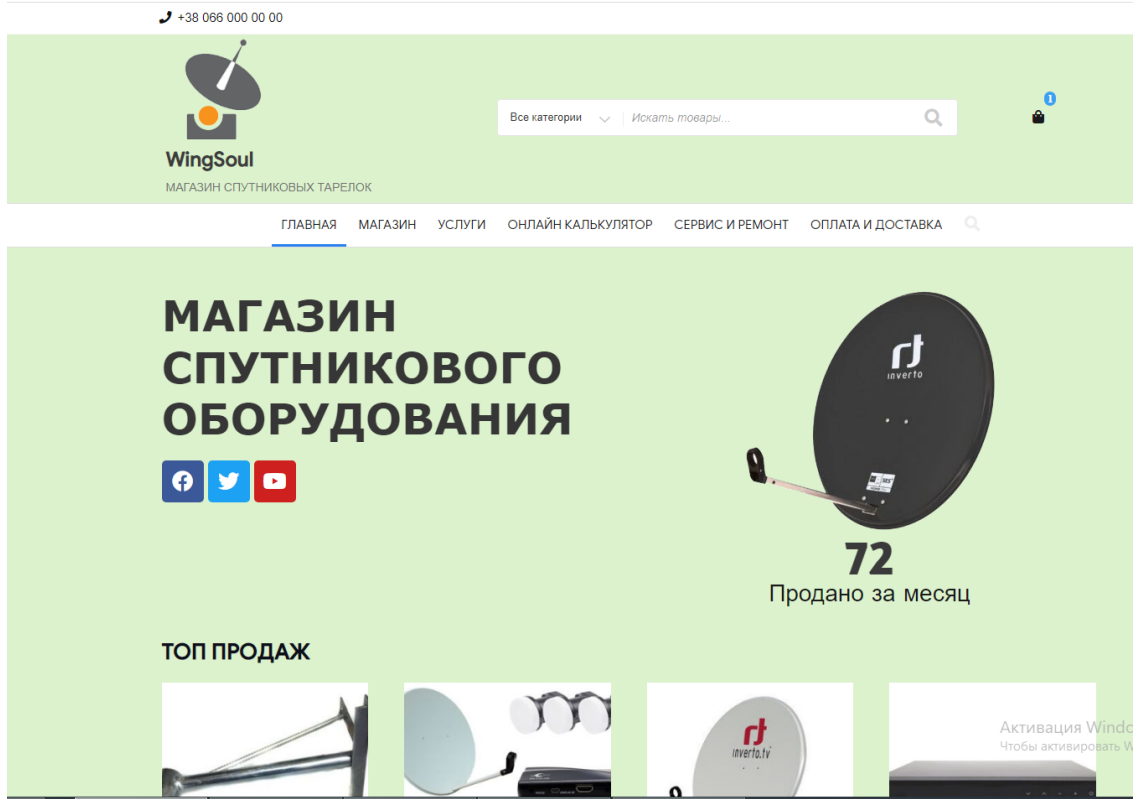 +38 066 000 00 00
WingSoul
МАГАЗИН СПУТНИКОВЫХ ТАРЕЛОК
Все категории
Искать товары...
1
ГЛАВНАЯ МАГАЗИН УСЛУГИ ОНЛАЙН КАЛЬКУЛЯТОР СЕРВИС И РЕМОНТ ОПЛАТА И ДОСТАВКА
МАГАЗИН
СПУТНИКОВОГО
ОБОРУДОВАНИЯ
inverto
72
Продано за месяц
ТОП ПРОДАЖ
inverto.tv
Активация Windo
Чтобы активировать W